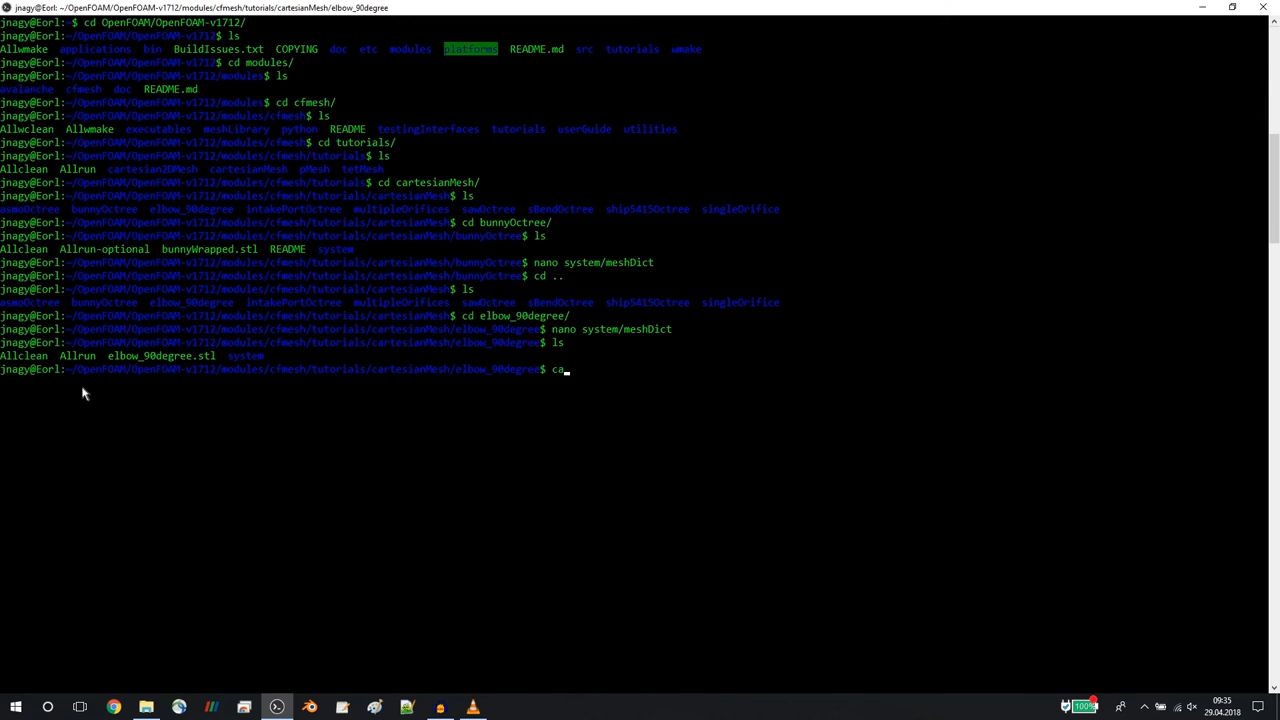 jnagy@Eorl: ~/OpenFOAM/OpenFOAM-v1712/modules/cfmesh/tutorials/cartesianMesh/elbow_90degree
jnagy@Eorl:~$ cd OpenFOAM/OpenFOAM-v1712/
jnagy@Eorl:~/OpenFOAM/OpenFOAM-v1712$ ls
Allwmake applications bin BuildIssues.txt COPYING doc etc modules platforms README.md src tutorials wmake
jnagy@Eorl:~/OpenFOAM/OpenFOAM-v1712$ cd modules/
jnagy@Eorl:~/OpenFOAM/OpenFOAM-v1712/modules$ ls
avalanche cfmesh doc README.md
jnagy@Eorl:~/OpenFOAM/OpenFOAM-v1712/modules$ cd cfmesh/
jnagy@Eorl:~/OpenFOAM/OpenFOAM-v1712/modules/cfmesh$ ls
Allwclean Allwmake executables meshLibrary python README testingInterfaces tutorials userGuide utilities
jnagy@Eorl:~/OpenFOAM/OpenFOAM-v1712/modules/cfmesh$ cd tutorials/
jnagy@Eorl:~/OpenFOAM/OpenFOAM-v1712/modules/cfmesh/tutorials$ ls
Allclean Allrun cartesian2DMesh cartesianMesh pMesh tetMesh
jnagy@Eorl:~/OpenFOAM/OpenFOAM-v1712/modules/cfmesh/tutorials$ cd cartesianMesh/
jnagy@Eorl:~/OpenFOAM/OpenFOAM-v1712/modules/cfmesh/tutorials/cartesianMesh$ ls
asmoOctree bunnyOctree elbow_90degree intakePortOctree multipleOrifices sawOctree sBendOctree ship5415Octree singleOrifice
jnagy@Eorl:~/OpenFOAM/OpenFOAM-v1712/modules/cfmesh/tutorials/cartesianMesh$ cd bunnyOctree/
jnagy@Eorl:~/OpenFOAM/OpenFOAM-v1712/modules/cfmesh/tutorials/cartesianMesh/bunnyOctree$ ls
Allclean Allrun-optional bunnyWrapped.stl README system
jnagy@Eorl:~/OpenFOAM/OpenFOAM-v1712/modules/cfmesh/tutorials/cartesianMesh/bunnyOctree$ nano system/meshDict
jnagy@Eorl:~/OpenFOAM/OpenFOAM-v1712/modules/cfmesh/tutorials/cartesianMesh/bunnyOctree$ cd ..
jnagy@Eorl:~/OpenFOAM/OpenFOAM-v1712/modules/cfmesh/tutorials/cartesianMesh$ ls
asmoOctree bunnyOctree elbow_90degree intakePortOctree multipleOrifices sawOctree sBendOctree ship5415Octree singleOrifice
jnagy@Eorl:~/OpenFOAM/OpenFOAM-v1712/modules/cfmesh/tutorials/cartesianMesh$ cd elbow_90degree/
jnagy@Eorl:~/OpenFOAM/OpenFOAM-v1712/modules/cfmesh/tutorials/cartesianMesh/elbow_90degree$ nano system/meshDict
jnagy@Eorl:~/OpenFOAM/OpenFOAM-v1712/modules/cfmesh/tutorials/cartesianMesh/elbow_90degree$ ls
Allclean Allrun elbow_90degree.stl system
jnagy@Eorl:~/OpenFOAM/OpenFOAM-v1712/modules/cfmesh/tutorials/cartesianMesh/elbow_90degree$ ca
100%
09:35
29.04.2018